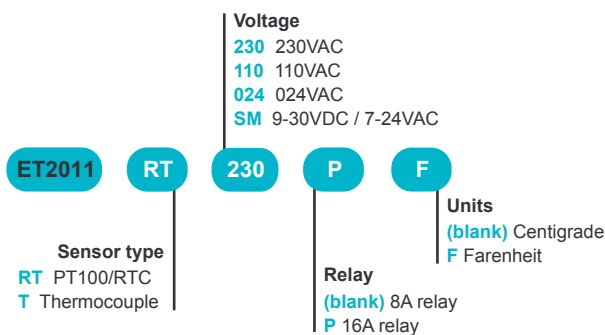 Voltage
230 230VAC
110 110VAC
024 024VAC
SM 9-30VDC / 7-24VAC
ET2011 RT 230 P F
Units
(blank) Centigrade
F Farenheit
Sensor type
RT PT100/RTC
T Thermocouple
Relay
(blank) 8A relay
P 16A relay